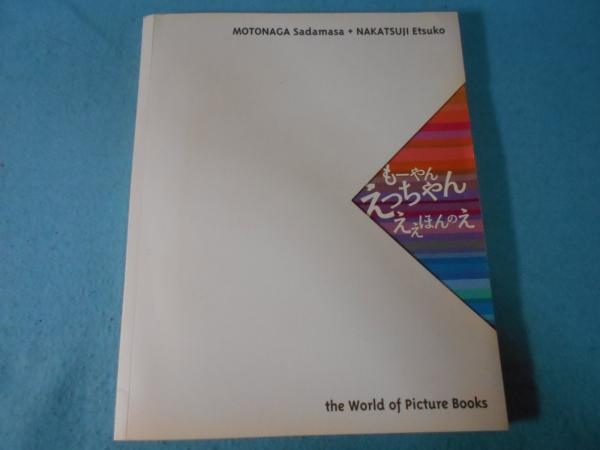 MOTONAGA Sadamasa + NAKATSUJI Etsuko
もーやん
えっちゃん
ええほんのえ
the World of Picture Books